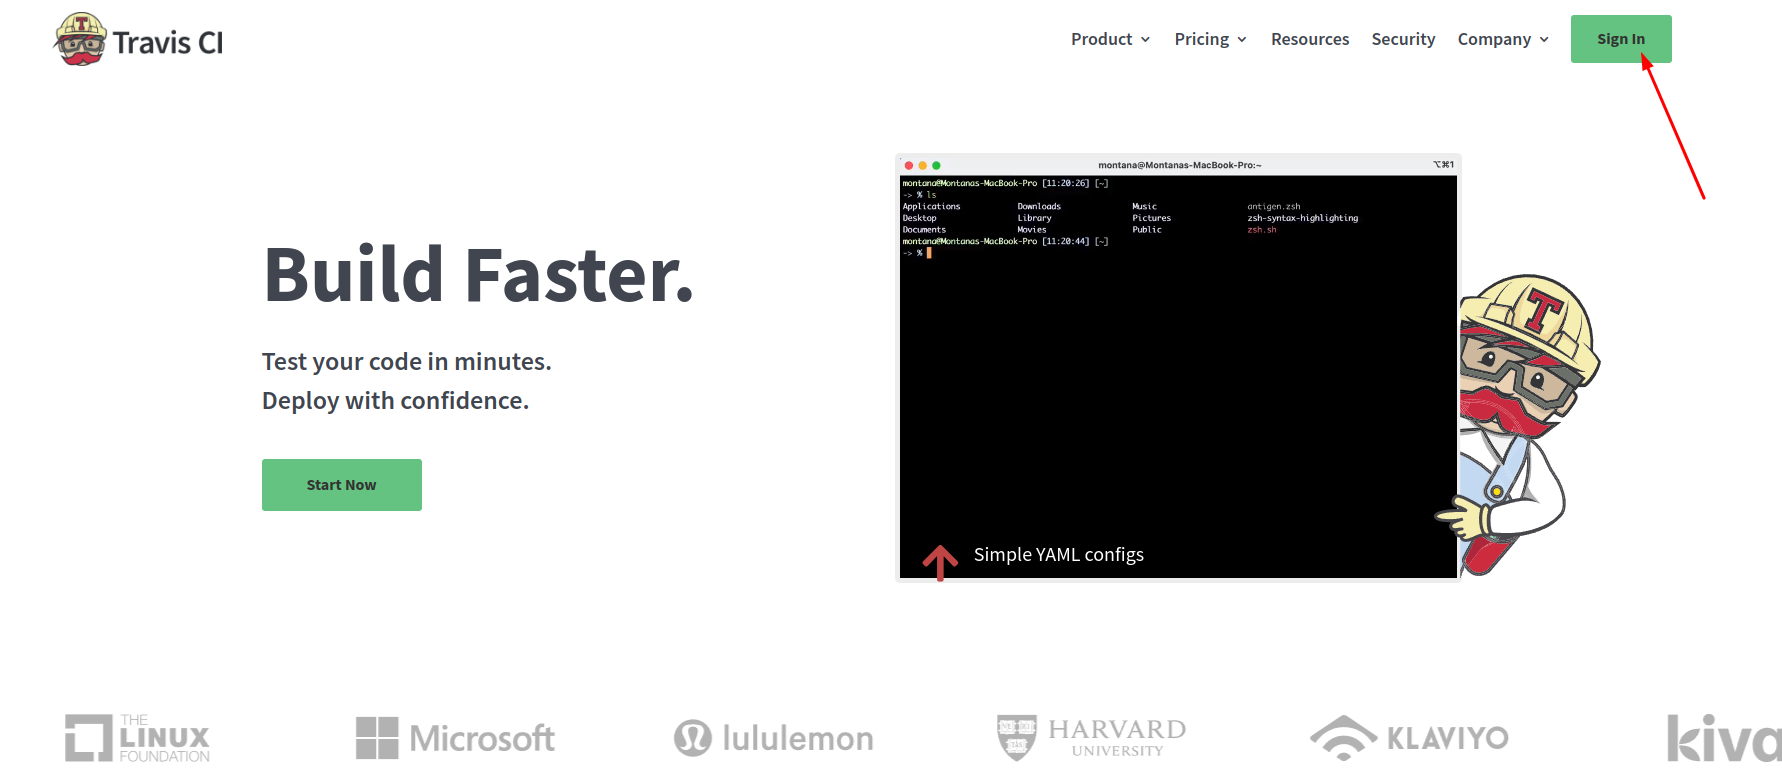 T
Travis CI
Product
Pricing
Resources
Security
Company
Sign In
Build Faster.
Test your code in minutes.
Deploy with confidence.
Start Now
montana@Montanas-MacBook-Pro:~
⌥⌘1
montana@Montanas-MacBook-Pro [11:20:26] [~]
-> % ls
Applications Downloads Music antigen.zsh
Desktop Library Pictures zsh-syntax-highlighting
Documents Movies Public zsh.sh
montana@Montanas-MacBook-Pro [11:20:44] [~]
-> %
Simple YAML configs
T
THE
LINUX
FOUNDATION
Microsoft
lululemon
HARVARD
UNIVERSITY
KLAVIYO
kiva